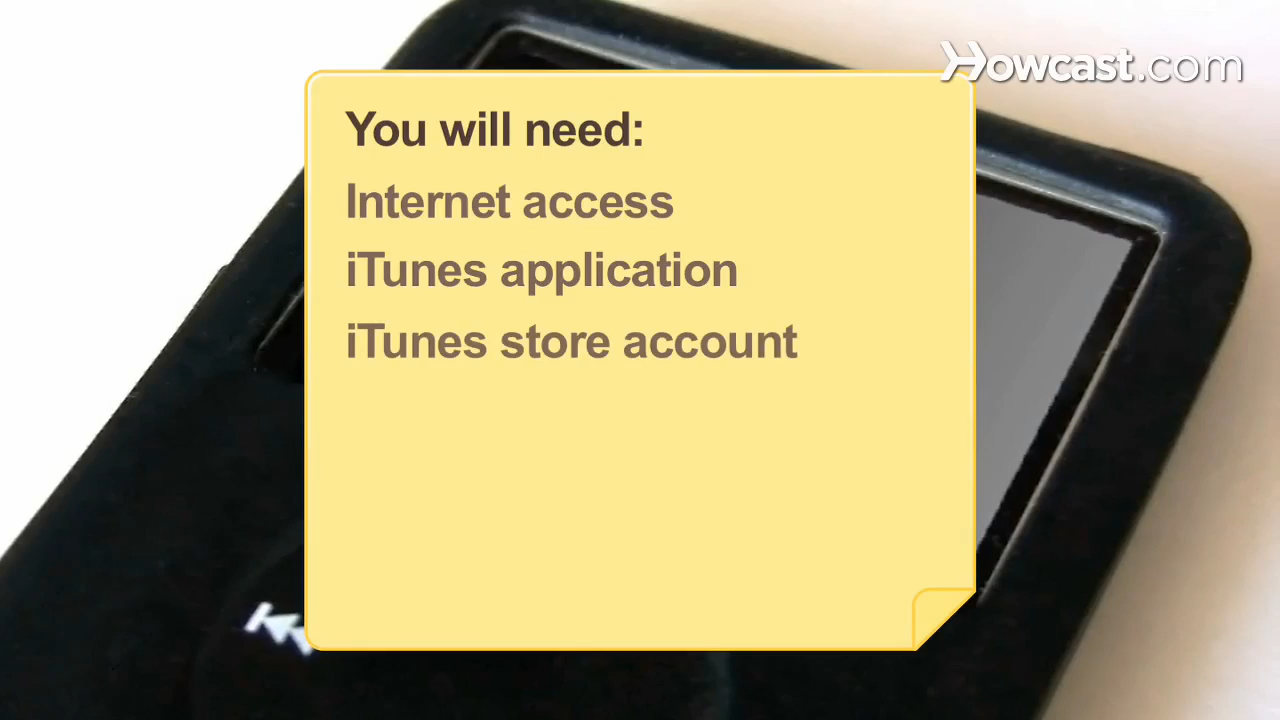 Howcast.com
You will need:
Internet access
iTunes application
iTunes store account